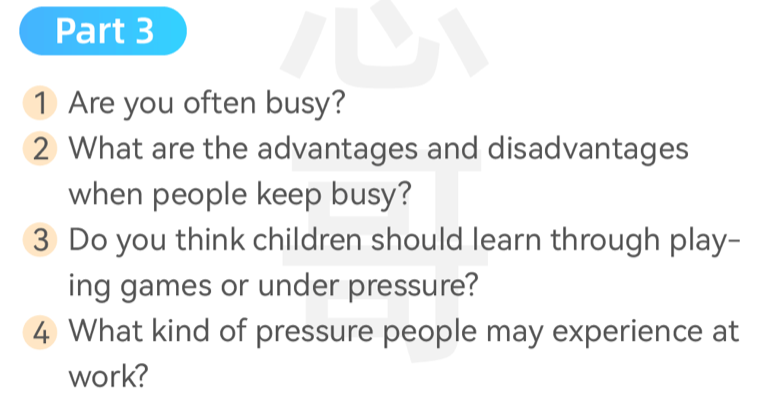 Part 3
1 Are you often busy?
2 What are the advantages and disadvantages
when people keep busy?
3 Do you think children should learn through play-
ing games or under pressure?
4 What kind of pressure people may experience at
work?
心
哥